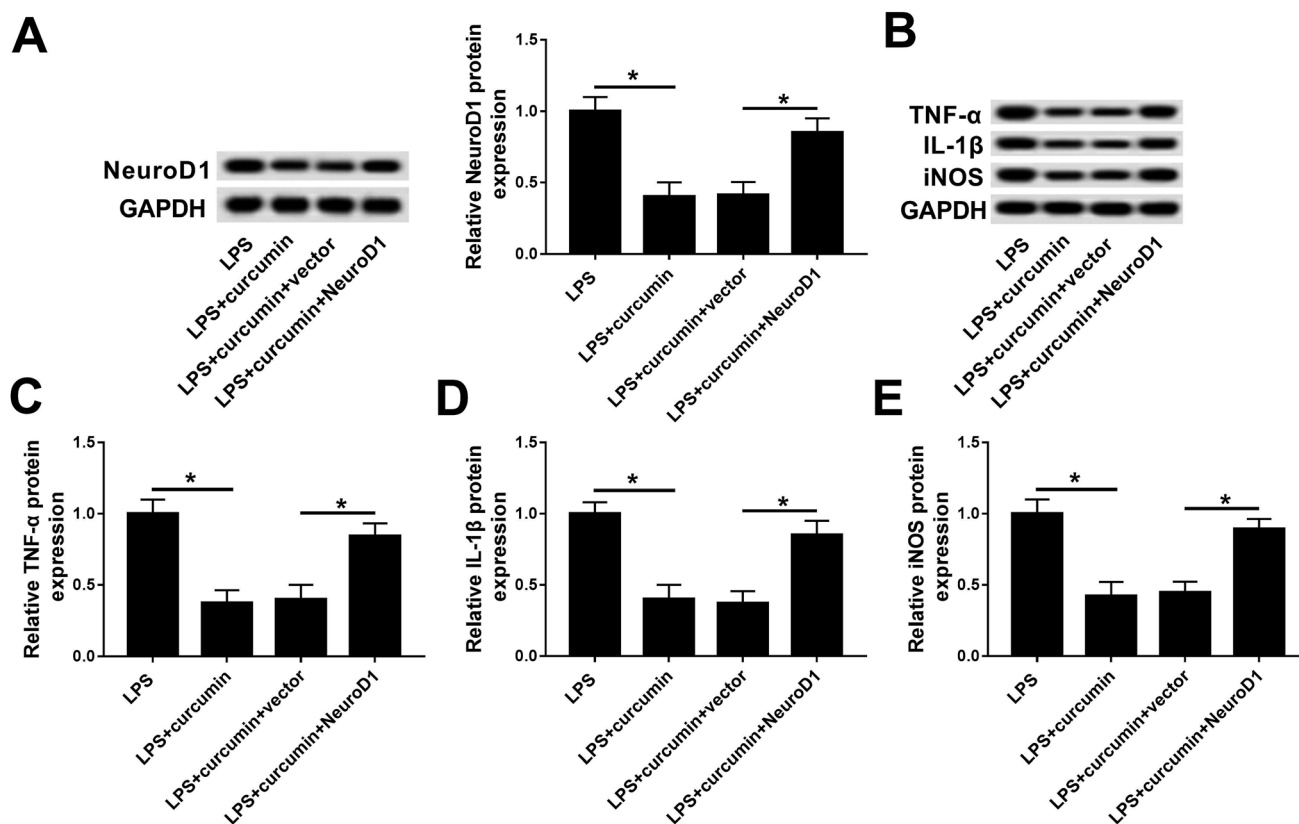 A
NeuroD1
GAPDH
LPS
LPS+curcumin
LPS+curcumin+vector
LPS+curcumin+NeuroD1
Relative NeuroD1 protein
expression
1.5
1.0
0.5
0.0
*
*
LPS
LPS+curcumin
LPS+curcumin+vector
LPS+curcumin+NeuroD1
B
TNF-α
IL-1β
iNOS
GAPDH
LPS
LPS+curcumin
LPS+curcumin+vector
LPS+curcumin+NeuroD1
C
Relative TNF-α protein
expression
1.5
1.0
0.5
0.0
*
*
LPS
LPS+curcumin
LPS+curcumin+vector
LPS+curcumin+NeuroD1
D
Relative IL-1β protein
expression
1.5
1.0
0.5
0.0
*
*
LPS
LPS+curcumin
LPS+curcumin+vector
LPS+curcumin+NeuroD1
E
Relative iNOS protein
expression
1.5
1.0
0.5
0.0
*
*
LPS
LPS+curcumin
LPS+curcumin+vector
LPS+curcumin+NeuroD1